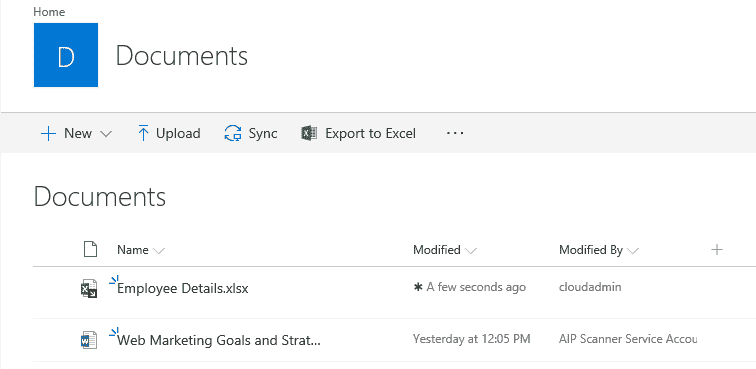 Home
D
Documents
New Upload Sync Export to Excel ...
Documents
Name Modified Modified By
Employee Details.xlsx A few seconds ago cloudadmin
Web Marketing Goals and Strat... Yesterday at 12:05 PM AIP Scanner Service Accou